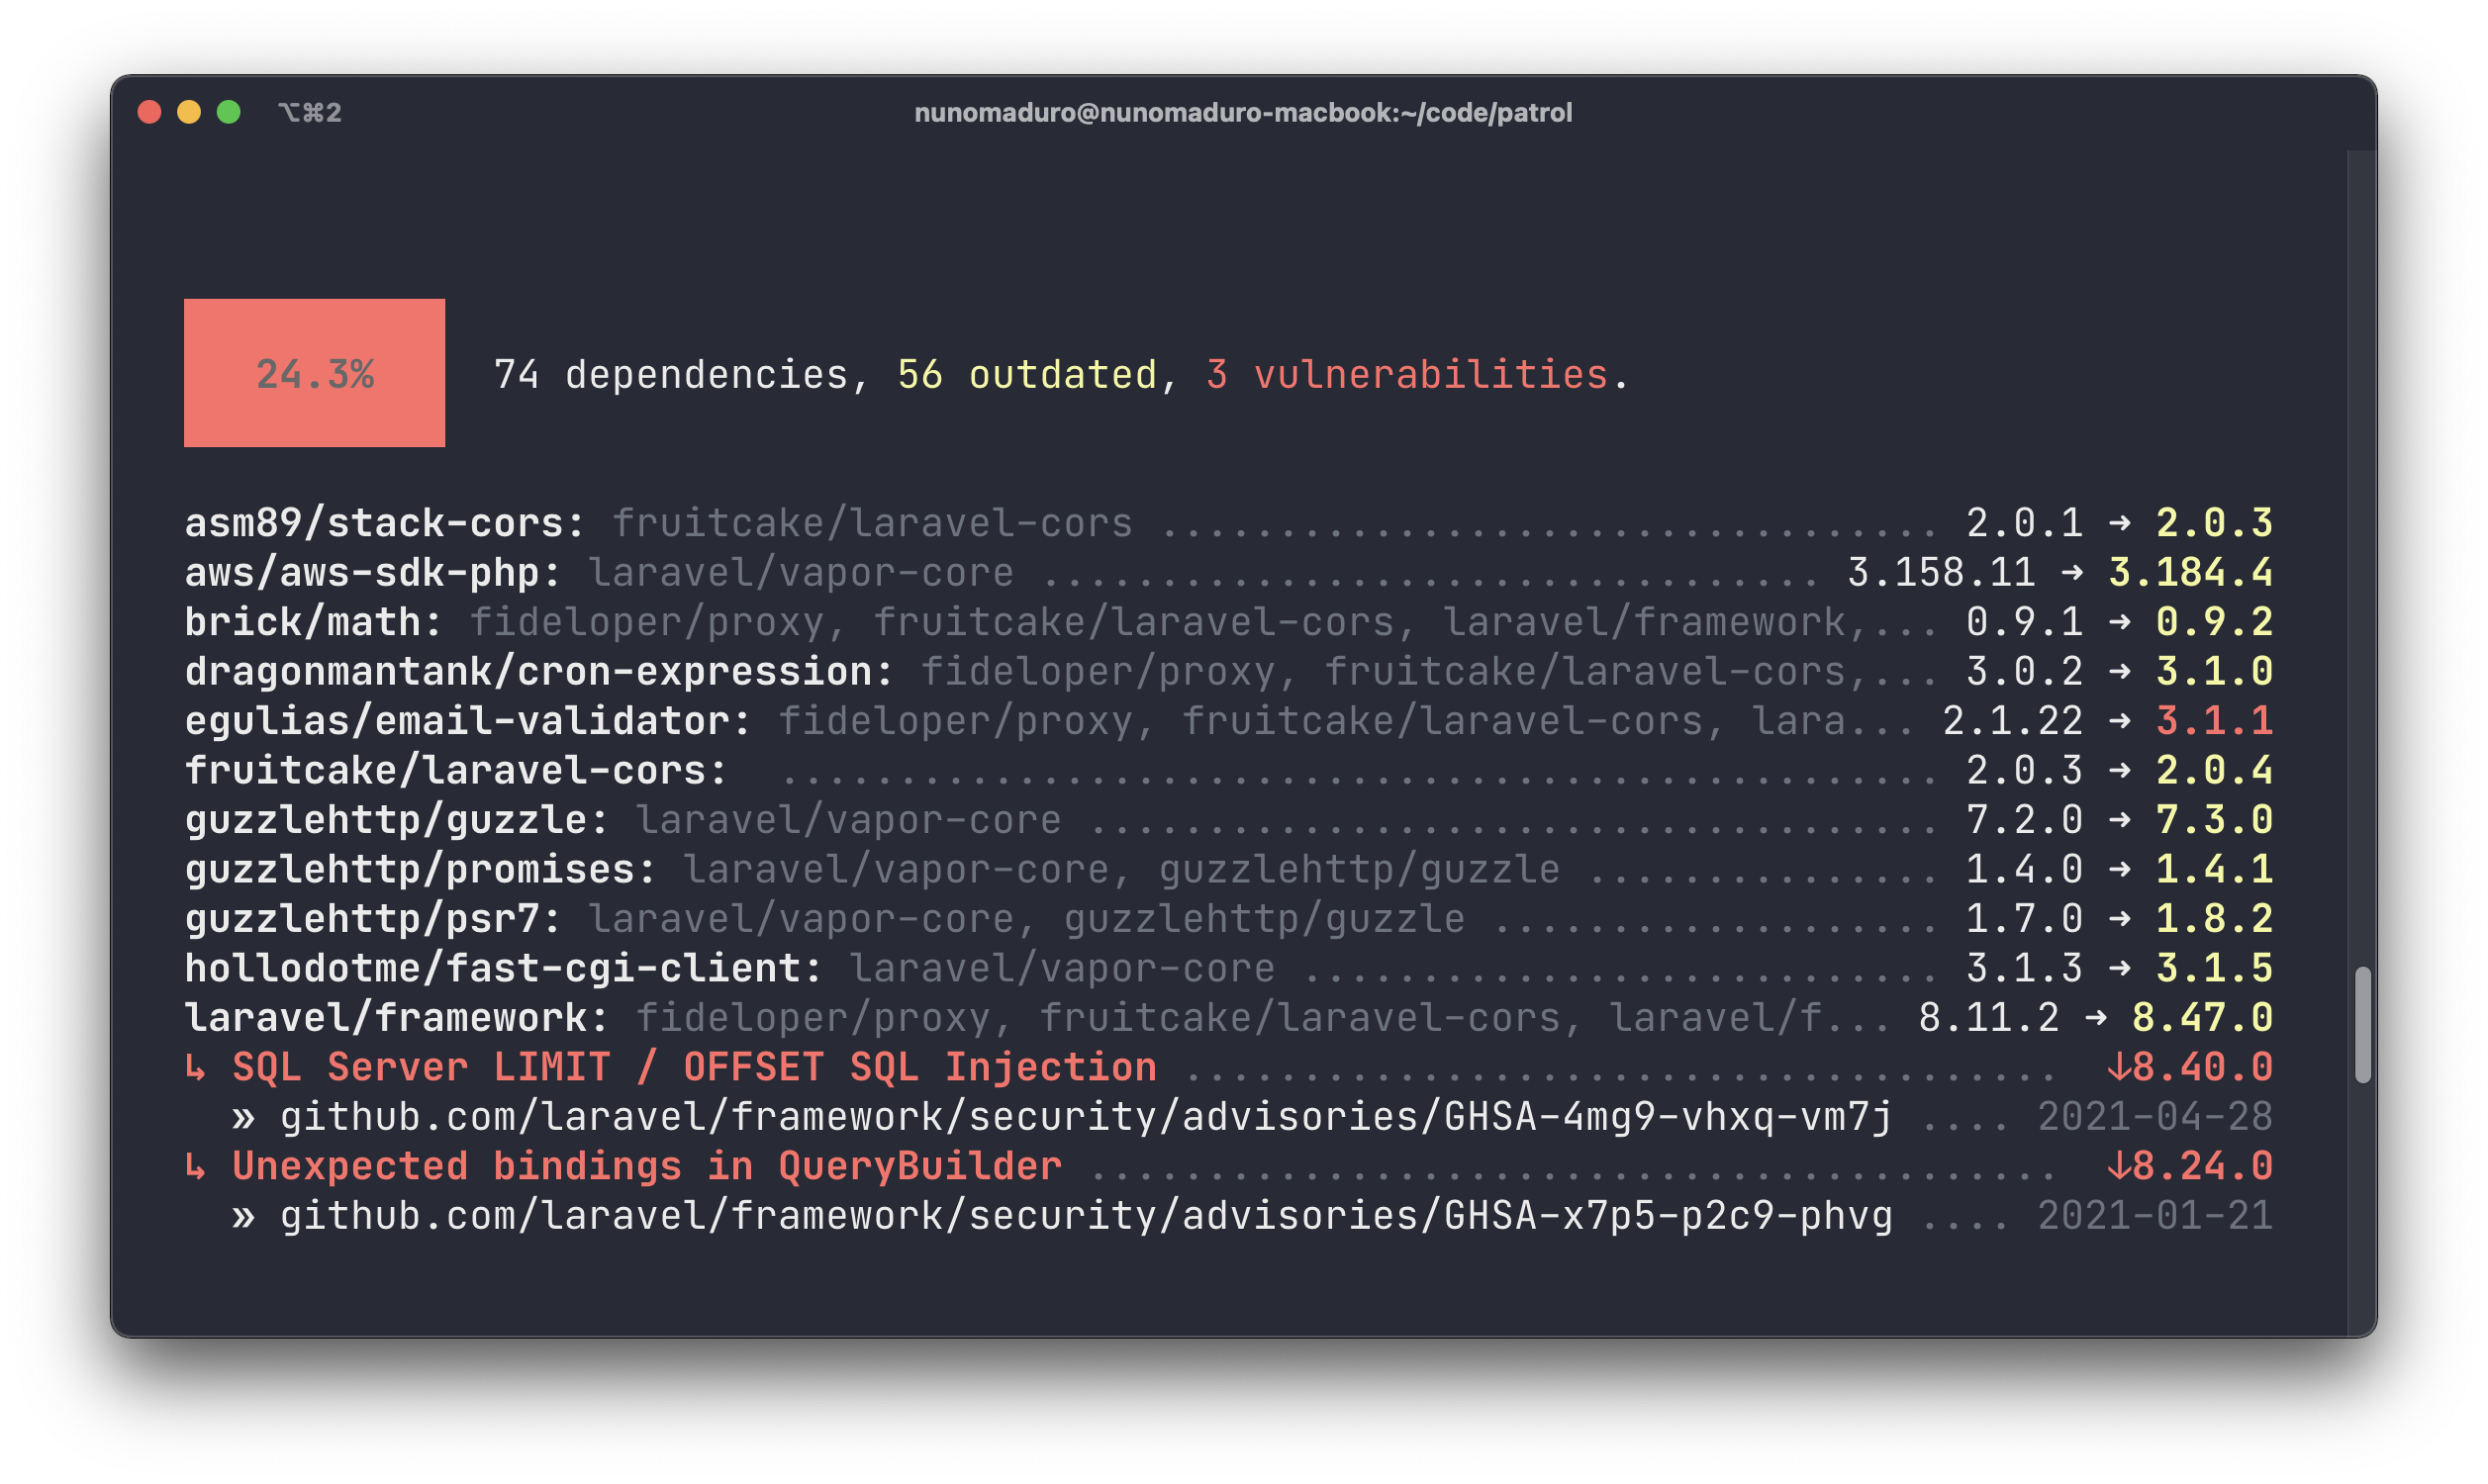 ⌥⌘2
nunomaduro@nunomaduro-macbook:~/code/patrol
24.3% 74 dependencies, 56 outdated, 3 vulnerabilities.
asm89/stack-cors: fruitcake/laravel-cors ................................. 2.0.1 → 2.0.3
aws/aws-sdk-php: laravel/vapor-core ................................. 3.158.11 → 3.184.4
brick/math: fideloper/proxy, fruitcake/laravel-cors, laravel/framework,... 0.9.1 → 0.9.2
dragonmantank/cron-expression: fideloper/proxy, fruitcake/laravel-cors,... 3.0.2 → 3.1.0
egulias/email-validator: fideloper/proxy, fruitcake/laravel-cors, lara... 2.1.22 → 3.1.1
fruitcake/laravel-cors:  ................................................. 2.0.3 → 2.0.4
guzzlehttp/guzzle: laravel/vapor-core .................................... 7.2.0 → 7.3.0
guzzlehttp/promises: laravel/vapor-core, guzzlehttp/guzzle ............... 1.4.0 → 1.4.1
guzzlehttp/psr7: laravel/vapor-core, guzzlehttp/guzzle ................... 1.7.0 → 1.8.2
hollodotme/fast-cgi-client: laravel/vapor-core ........................... 3.1.3 → 3.1.5
laravel/framework: fideloper/proxy, fruitcake/laravel-cors, laravel/f... 8.11.2 → 8.47.0
↳ SQL Server LIMIT / OFFSET SQL Injection .....................................  ↓8.40.0
  » github.com/laravel/framework/security/advisories/GHSA-4mg9-vhxq-vm7j .... 2021-04-28
↳ Unexpected bindings in QueryBuilder .........................................  ↓8.24.0
  » github.com/laravel/framework/security/advisories/GHSA-x7p5-p2c9-phvg .... 2021-01-21